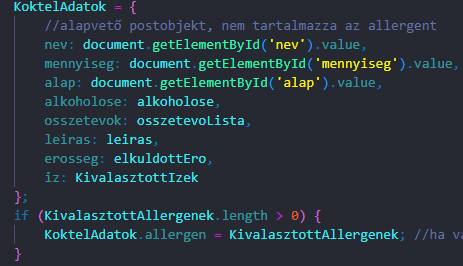 KoktelAdatok = {
//alapvető postobjekt, nem tartalmazza az allergent
nev: document.getElementById('nev').value,
mennyiseg: document.getElementById('mennyiseg').value,
alap: document.getElementById('alap').value,
alkoholose: alkoholose,
osszetevok: osszetevoLista,
leiras: leiras,
erosseg: elkuldottEro,
iz: KivalasztottIzek
};
if (KivalasztottAllergenek.length > 0) {
KoktelAdatok.allergen = KivalasztottAllergenek; //ha
}